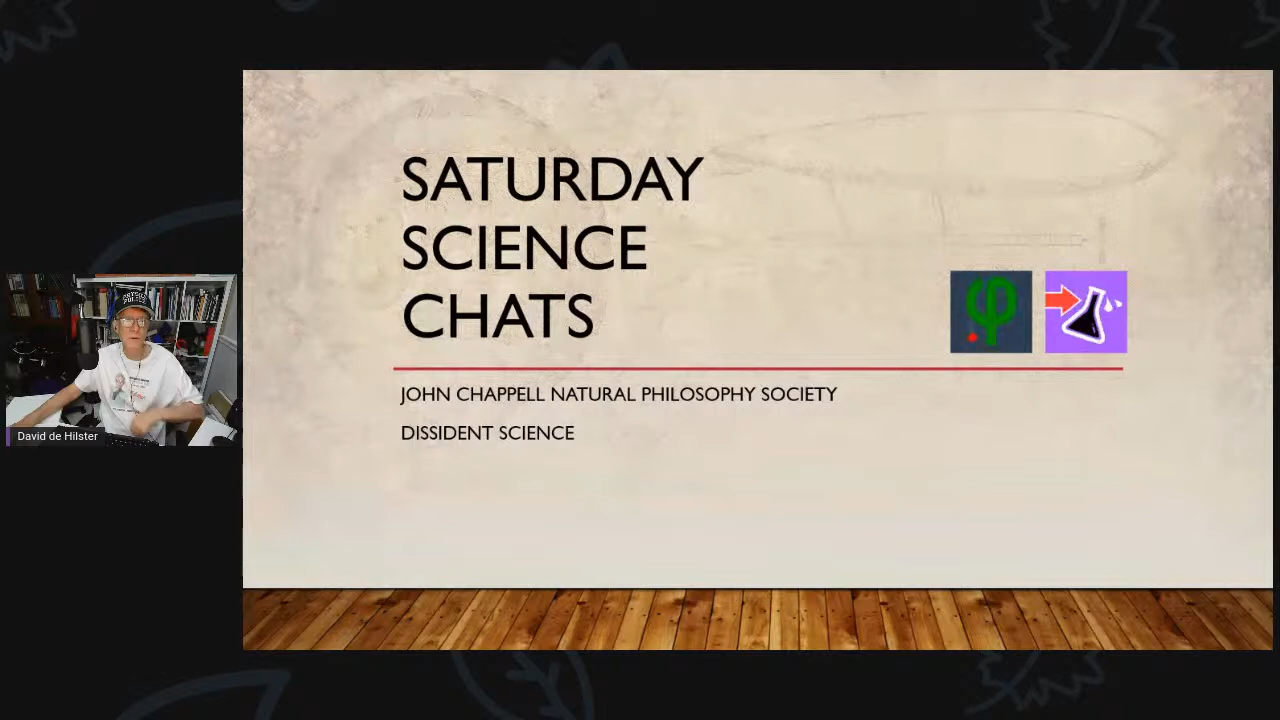 SATURDAY
SCIENCE
CHATS
φ
JOHN CHAPPELL NATURAL PHILOSOPHY SOCIETY
DISSIDENT SCIENCE
David de Hilster